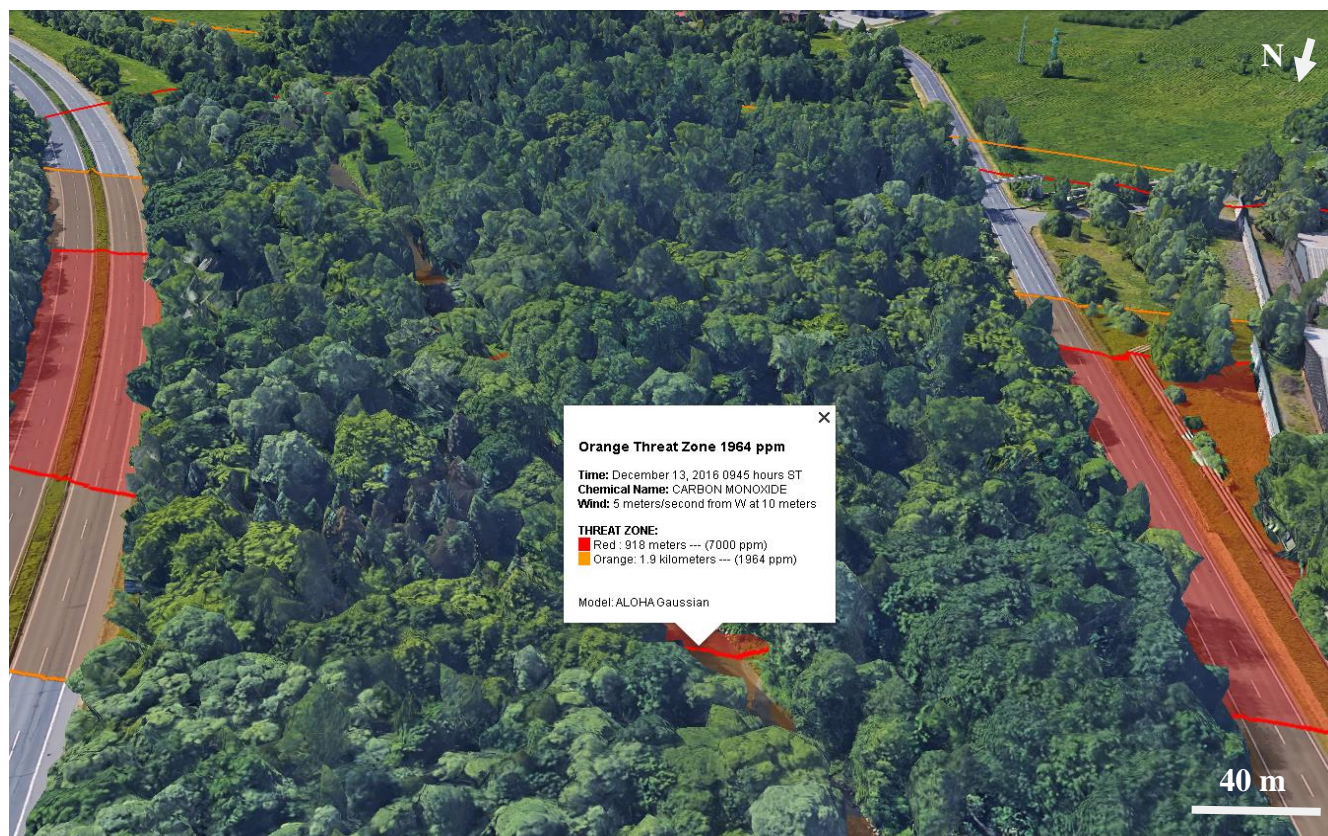 N
Orange Threat Zone 1964 ppm
Time: December 13, 2016 0945 hours ST
Chemical Name: CARBON MONOXIDE
Wind: 5 meters/second from W at 10 meters
THREAT ZONE:
Red : 918 meters --- (7000 ppm)
Orange: 1.9 kilometers --- (1964 ppm)
Model: ALOHA Gaussian
40 m